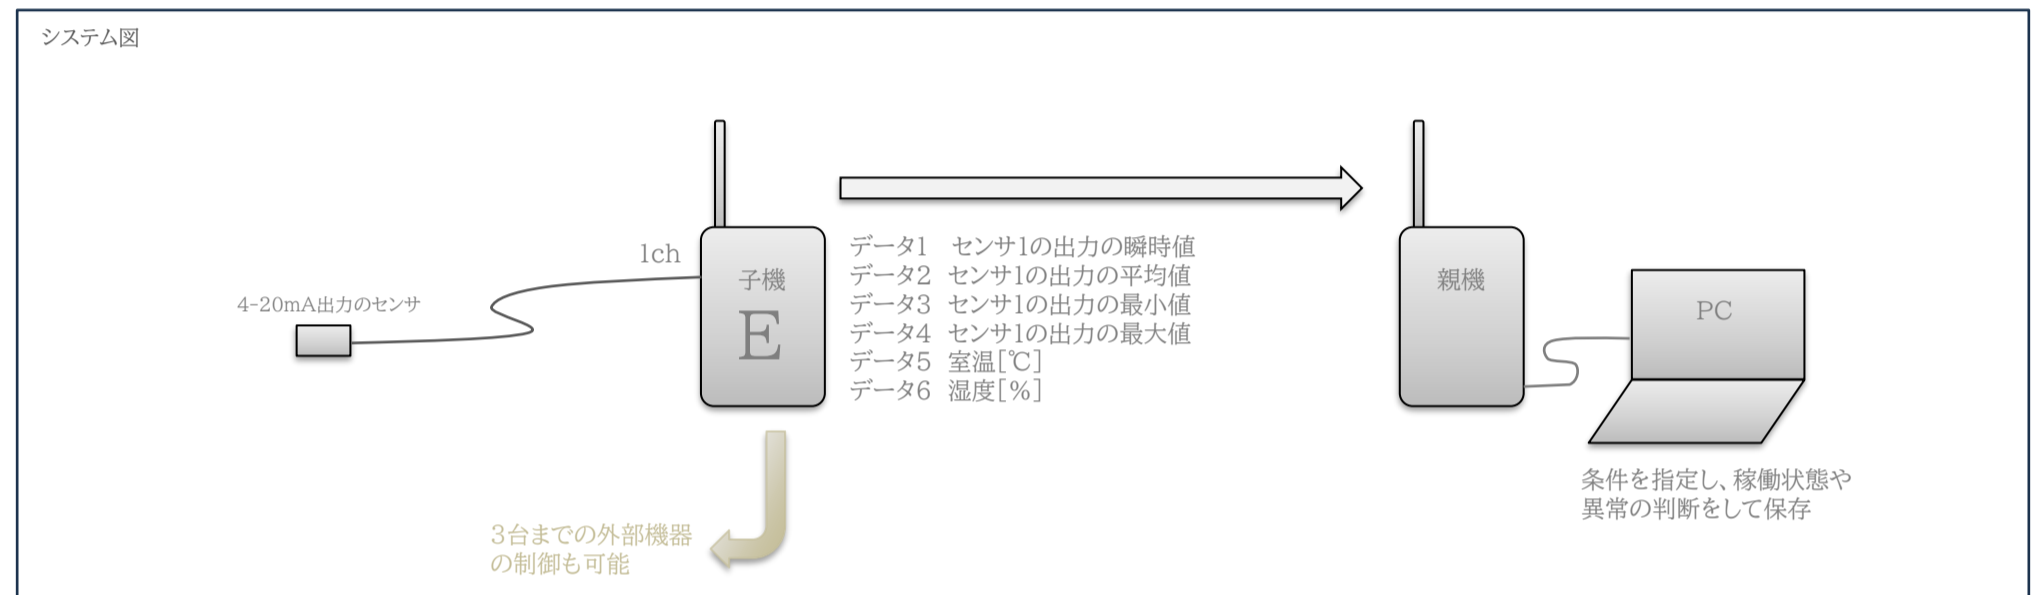 システム図
1ch
4-20mA出力のセンサ
子機
E
データ1 センサ1の出力の瞬時値
データ2 センサ1の出力の平均値
データ3 センサ1の出力の最小値
データ4 センサ1の出力の最大値
データ5 室温[℃]
データ6 湿度[%]
親機
PC
条件を指定し、稼働状態や
異常の判断をして保存
3台までの外部機器
の制御も可能